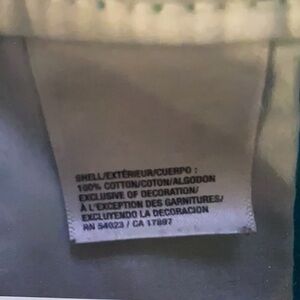 SHELL/EXTÉRIEUR/CUERPO :
100% COTTON/COTON/ALGODON
EXCLUSIVE OF DECORATION/
À L'EXCEPTION DES GARNITURES/
EXCLUYENDO LA DECORACION
RN 54023 / CA 17897